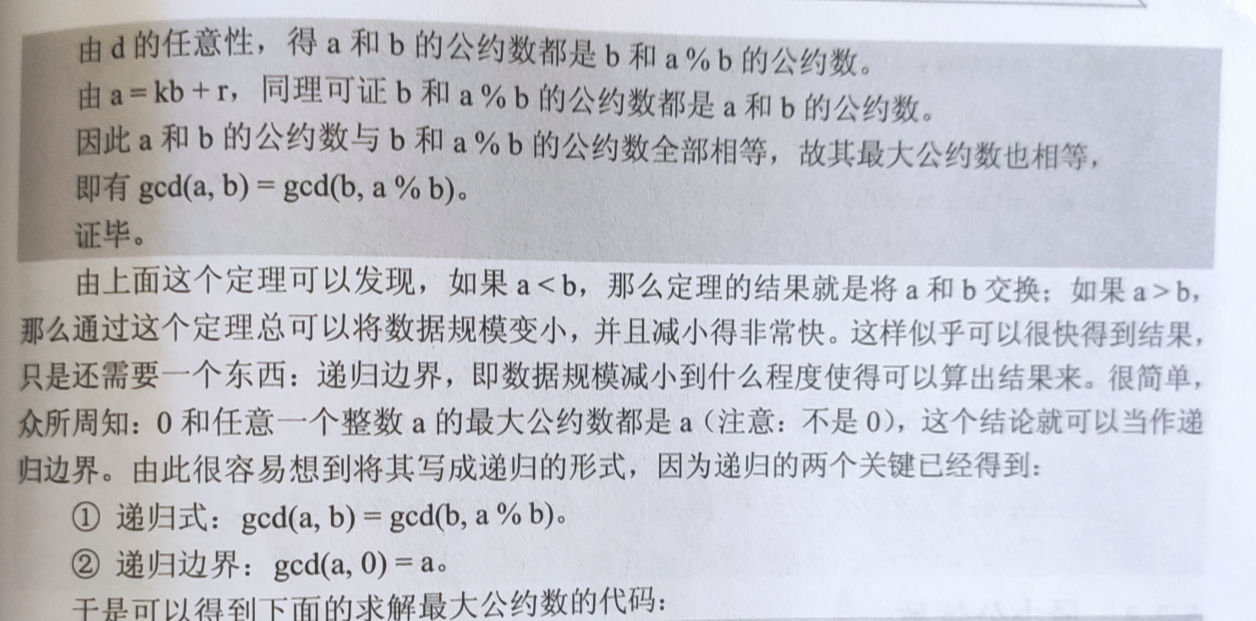 由 d 的任意性，得 a 和 b 的公约数都是 b 和 a % b 的公约数。
由 a = kb + r，同理可证 b 和 a % b 的公约数都是 a 和 b 的公约数。
因此 a 和 b 的公约数与 b 和 a % b 的公约数全部相等，故其最大公约数也相等，
即有 gcd(a, b) = gcd(b, a % b)。
证毕。
由上面这个定理可以发现，如果 a < b，那么定理的结果就是将 a 和 b 交换；如果 a > b，
那么通过这个定理总可以将数据规模变小，并且减小得非常快。这样似乎可以很快得到结果，
只是还需要一个东西：递归边界，即数据规模减小到什么程度使得可以算出结果来。很简单，
众所周知：0 和任意一个整数 a 的最大公约数都是 a（注意：不是 0），这个结论就可以当作递
归边界。由此很容易想到将其写成递归的形式，因为递归的两个关键已经得到：
① 递归式：gcd(a, b) = gcd(b, a % b)。
② 递归边界：gcd(a, 0) = a。
于是可以得到下面的求解最大公约数的代码：